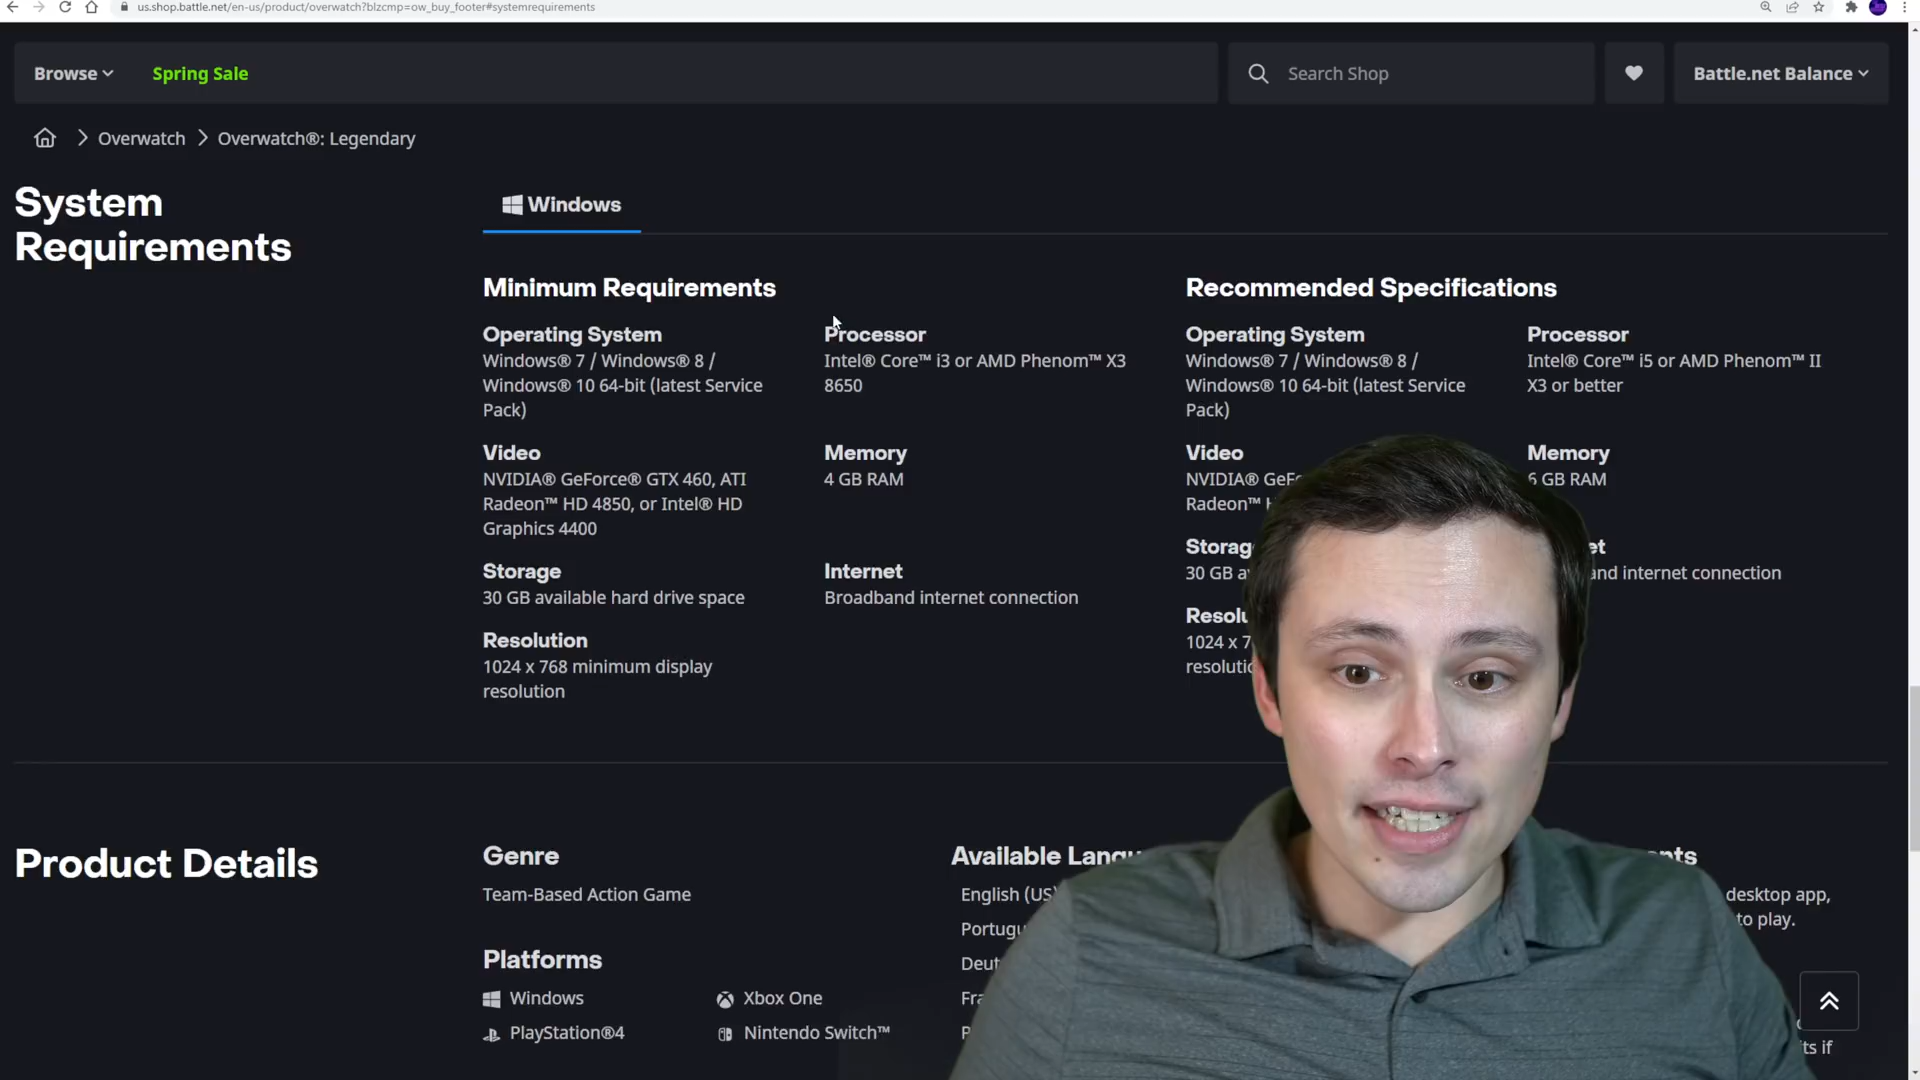 us.shop.battle.net/en-us/product/overwatch?blzcmp=ow_buy_footer#systemrequirements
Browse
Spring Sale
Search Shop
Battle.net Balance
Overwatch
Overwatch®: Legendary
System
Requirements
Windows
Minimum Requirements
Operating System
Windows® 7 / Windows® 8 /
Windows® 10 64-bit (latest Service
Pack)
Processor
Intel® Core™ i3 or AMD Phenom™ X3
8650
Video
NVIDIA® GeForce® GTX 460, ATI
Radeon™ HD 4850, or Intel® HD
Graphics 4400
Memory
4 GB RAM
Storage
30 GB available hard drive space
Internet
Broadband internet connection
Resolution
1024 x 768 minimum display
resolution
Recommended Specifications
Operating System
Windows® 7 / Windows® 8 /
Windows® 10 64-bit (latest Service
Pack)
Processor
Intel® Core™ i5 or AMD Phenom™ II
X3 or better
Video
NVIDIA®
Radeon™
Memory
6 GB RAM
30 GB
internet connection
1024 x
Product Details
Genre
Team-Based Action Game
Platforms
Windows
Xbox One
PlayStation®4
Nintendo Switch™
Available
English (US)
desktop app,
to play.
if